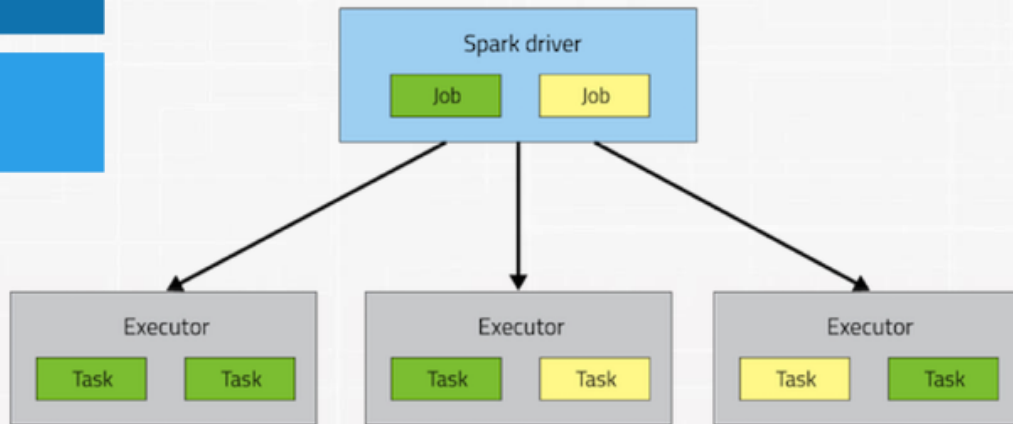 Spark driver
Job Job
Executor Executor Executor
Task Task Task Task Task Task